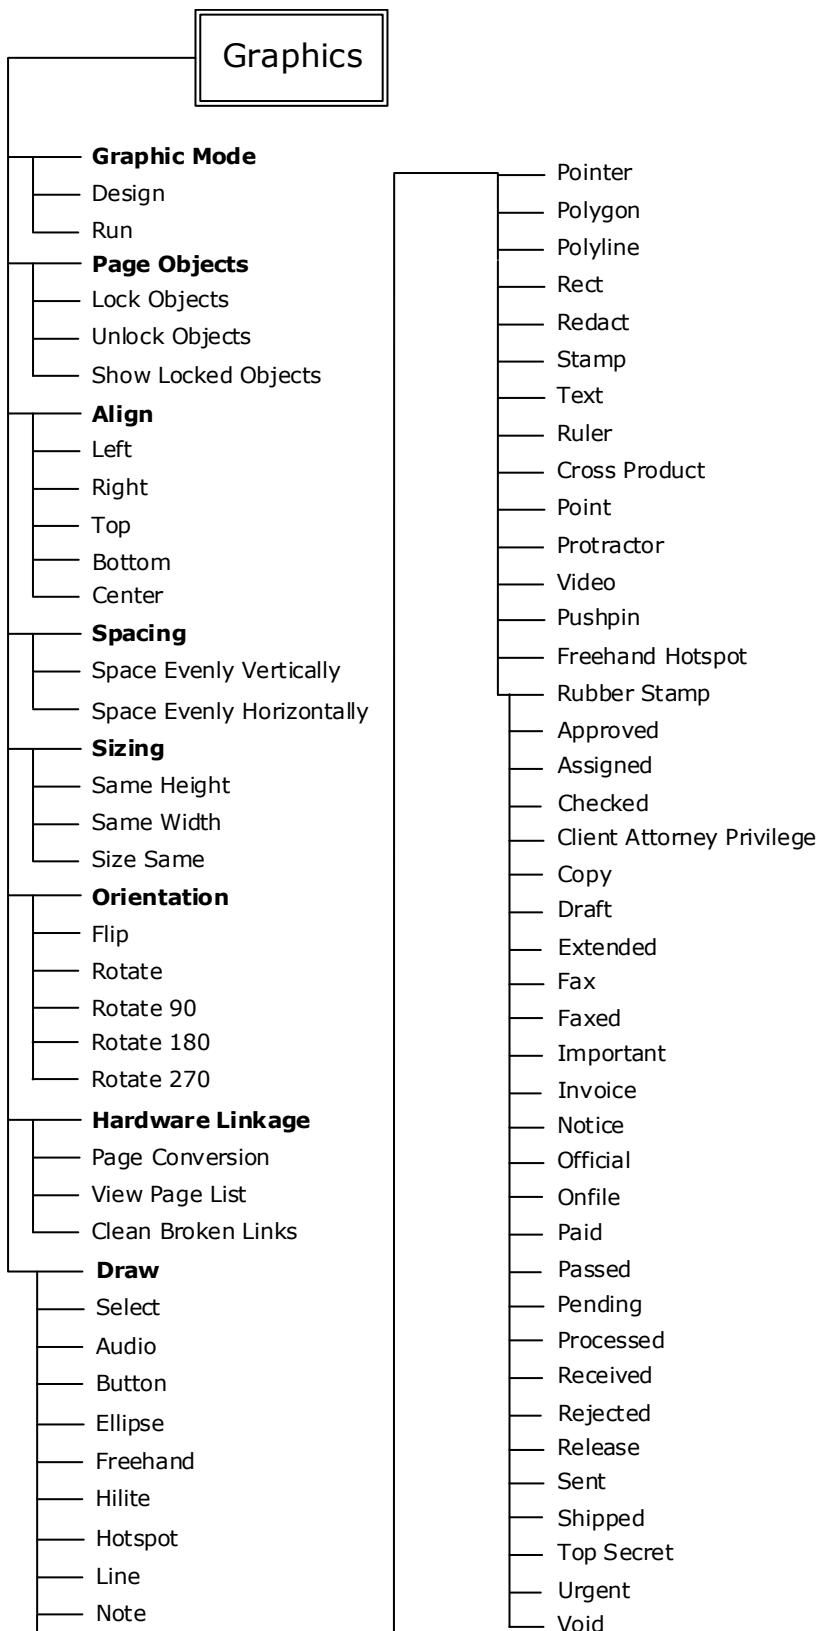 Graphics
Graphic Mode
Design
Run
Page Objects
Lock Objects
Unlock Objects
Show Locked Objects
Align
Left
Right
Top
Bottom
Center
Spacing
Space Evenly Vertically
Space Evenly Horizontally
Sizing
Same Height
Same Width
Size Same
Orientation
Flip
Rotate
Rotate 90
Rotate 180
Rotate 270
Hardware Linkage
Page Conversion
View Page List
Clean Broken Links
Draw
Select
Audio
Button
Ellipse
Freehand
Hilite
Hotspot
Line
Note
Pointer
Polygon
Polyline
Rect
Redact
Stamp
Text
Ruler
Cross Product
Point
Protractor
Video
Pushpin
Freehand Hotspot
Rubber Stamp
Approved
Assigned
Checked
Client Attorney Privilege
Copy
Draft
Extended
Fax
Faxed
Important
Invoice
Notice
Official
Onfile
Paid
Passed
Pending
Processed
Received
Rejected
Release
Sent
Shipped
Top Secret
Urgent
Void